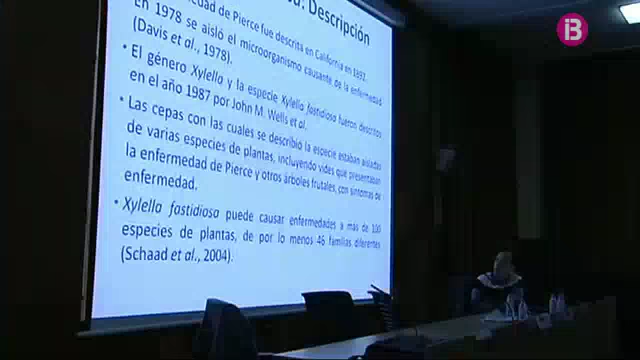 : Descripción
edad de Pierce fue descrita en California en 1892.
En 1978 se aisló el microorganismo causante de la enfermedad
(Davis et al., 1978).
• El género Xylella y la especie Xylella fastidiosa fueron descritos
en el año 1987 por John M. Wells et al.
• Las cepas con las cuales se describió la especie estaban aisladas
de varias especies de plantas, incluyendo vides que presentaban
la enfermedad de Pierce y otros árboles frutales, con síntomas de
enfermedad.
• Xylella fastidiosa puede causar enfermedades a más de 100
especies de plantas, de por lo menos 46 familias diferentes
(Schaad et al., 2004).
IB